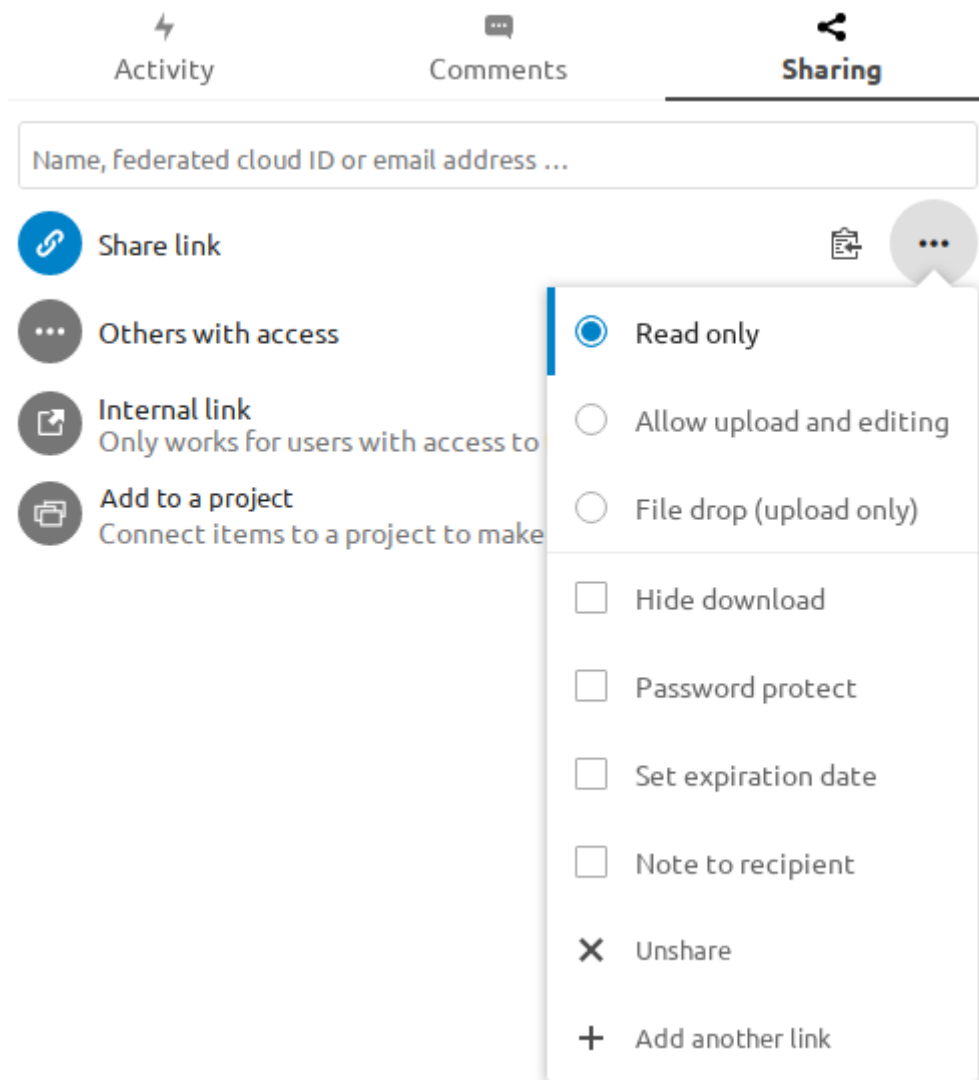 Activity
Comments
Sharing
Name, federated cloud ID or email address …
Share link
Others with access
Internal link
Only works for users with access to
Add to a project
Connect items to a project to make
Read only
Allow upload and editing
File drop (upload only)
Hide download
Password protect
Set expiration date
Note to recipient
Unshare
Add another link